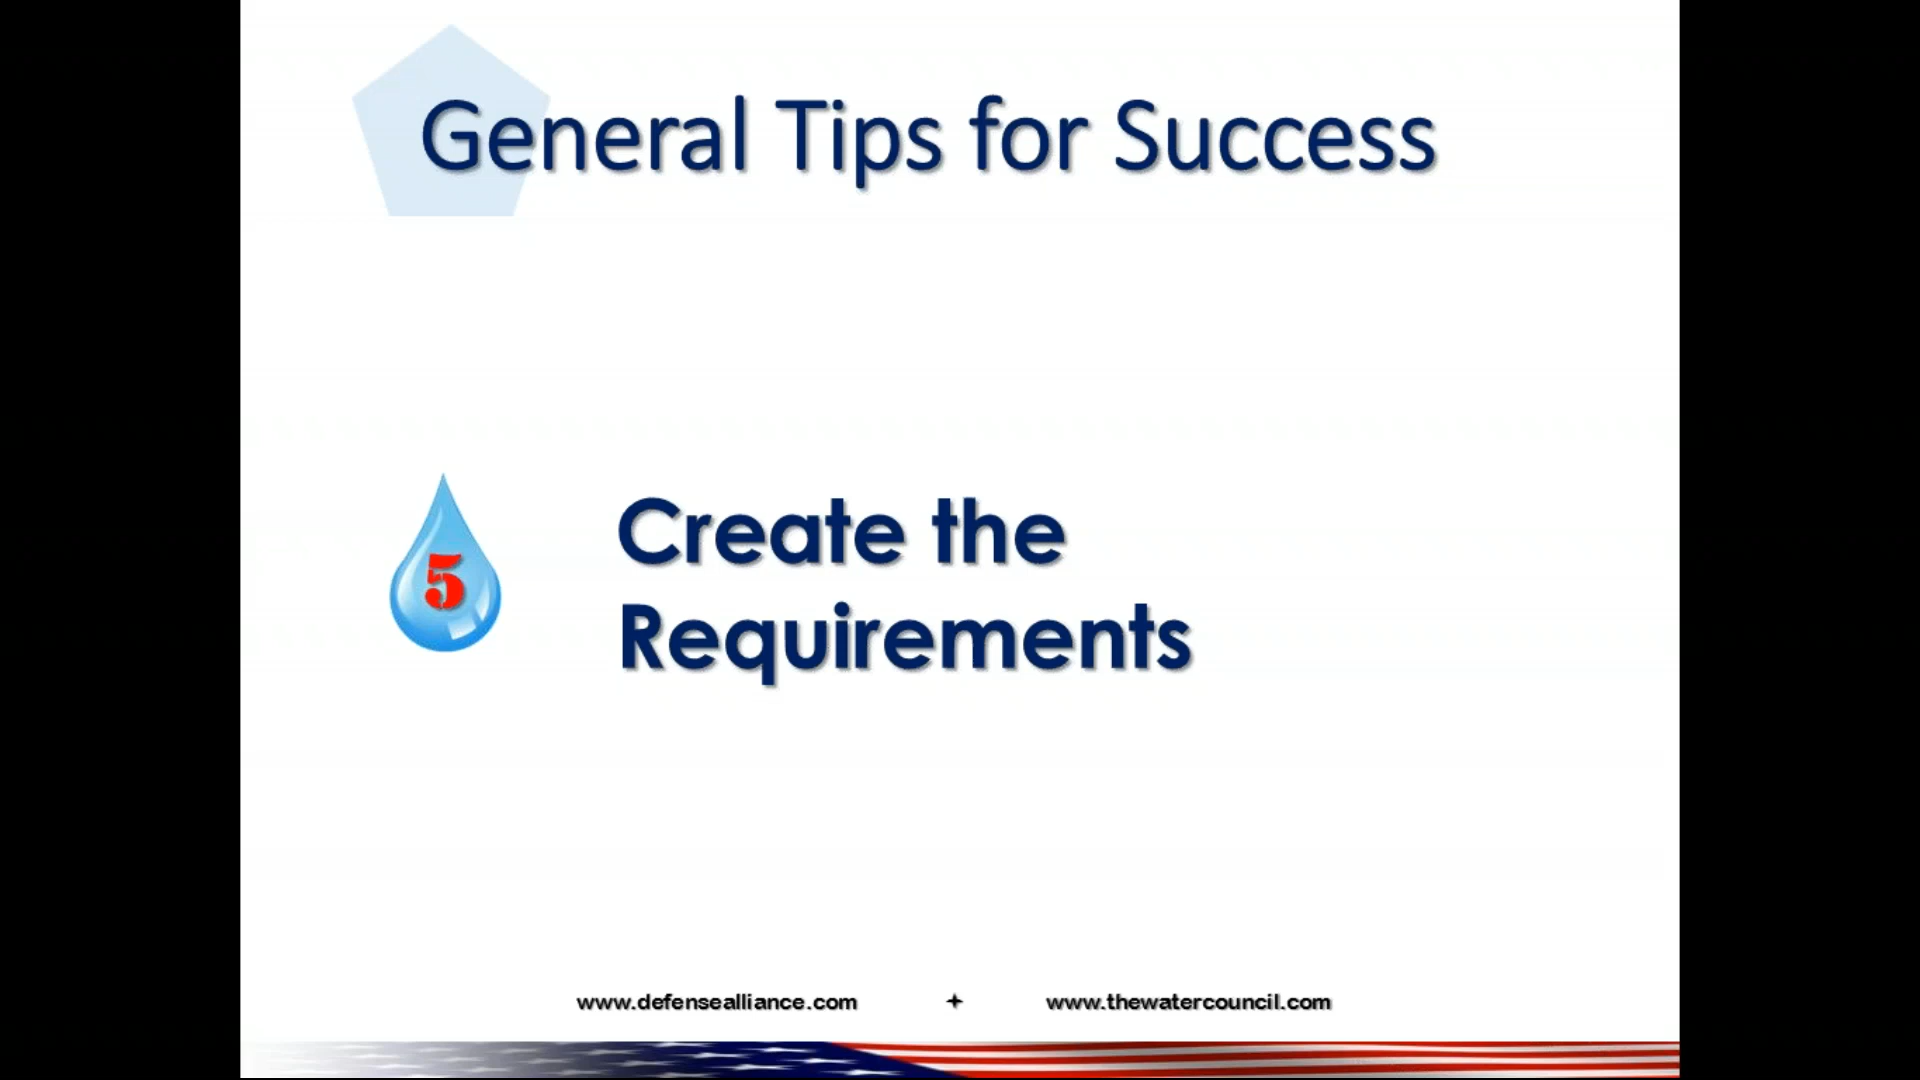 General Tips for Success
5
Create the
Requirements
www.defensealliance.com + www.thewatercouncil.com